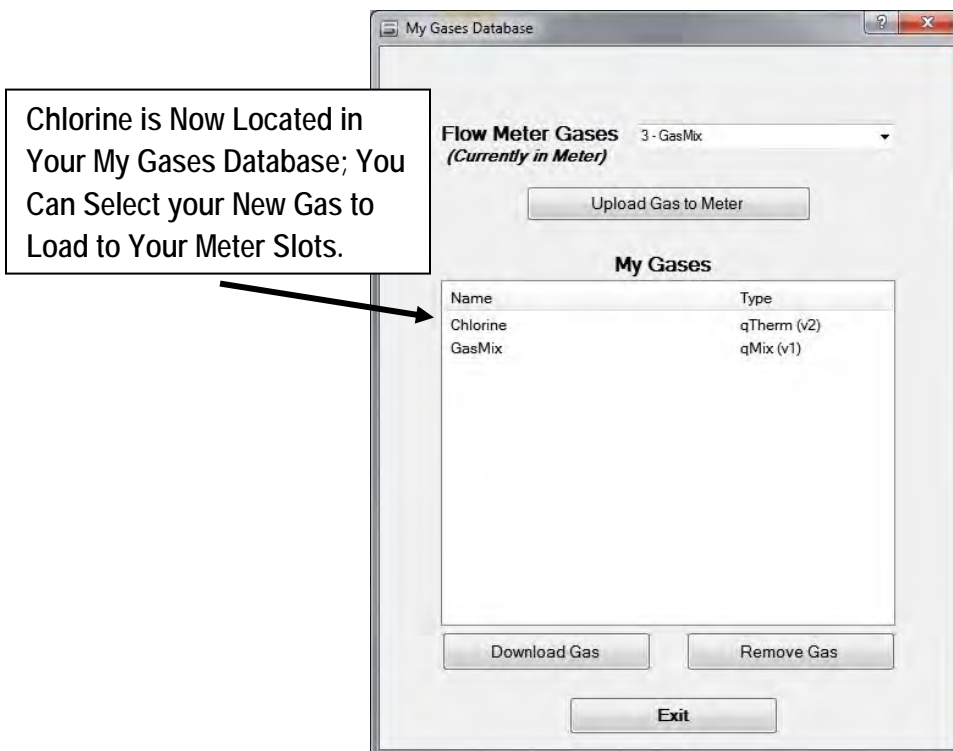 My Gases Database
?
X
Chlorine is Now Located in
Your My Gases Database; You
Can Select your New Gas to
Load to Your Meter Slots.
Flow Meter Gases 3 - GasMix
(Currently in Meter)
Upload Gas to Meter
My Gases
Name Type
Chlorine qTherm (v2)
GasMix qMix (v1)
Download Gas Remove Gas
Exit